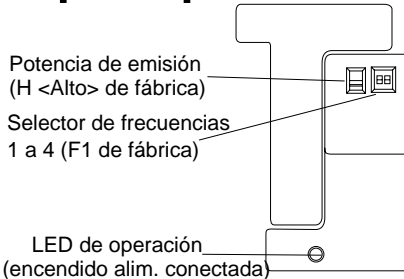 Potencia de emisión
(H <Alto> de fábrica)
Selector de frecuencias
1 a 4 (F1 de fábrica)
LED de operación
(encendido alim. conectada)